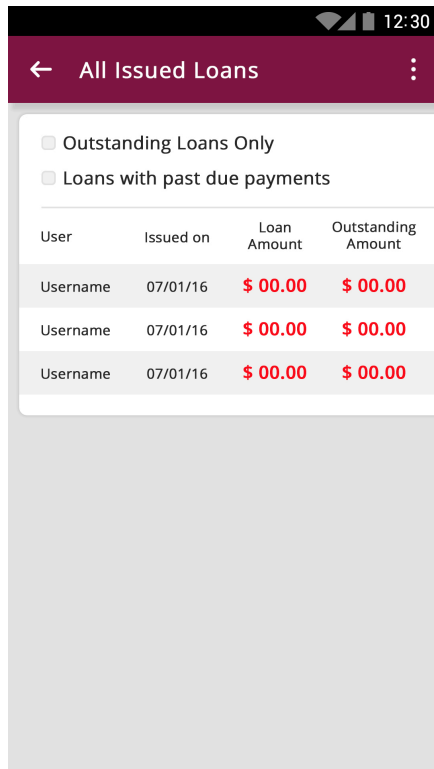 12:30
All Issued Loans
Outstanding Loans Only
Loans with past due payments
User Issued on Loan Amount Outstanding Amount
Username 07/01/16 $ 00.00 $ 00.00
Username 07/01/16 $ 00.00 $ 00.00
Username 07/01/16 $ 00.00 $ 00.00